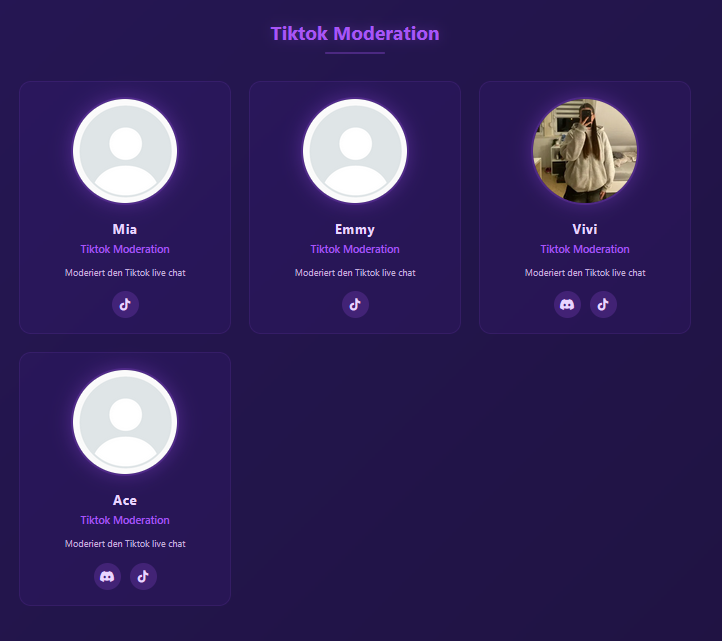 Tiktok Moderation
Mia
Tiktok Moderation
Moderiert den Tiktok live chat
Emmy
Tiktok Moderation
Moderiert den Tiktok live chat
Vivi
Tiktok Moderation
Moderiert den Tiktok live chat
Ace
Tiktok Moderation
Moderiert den Tiktok live chat